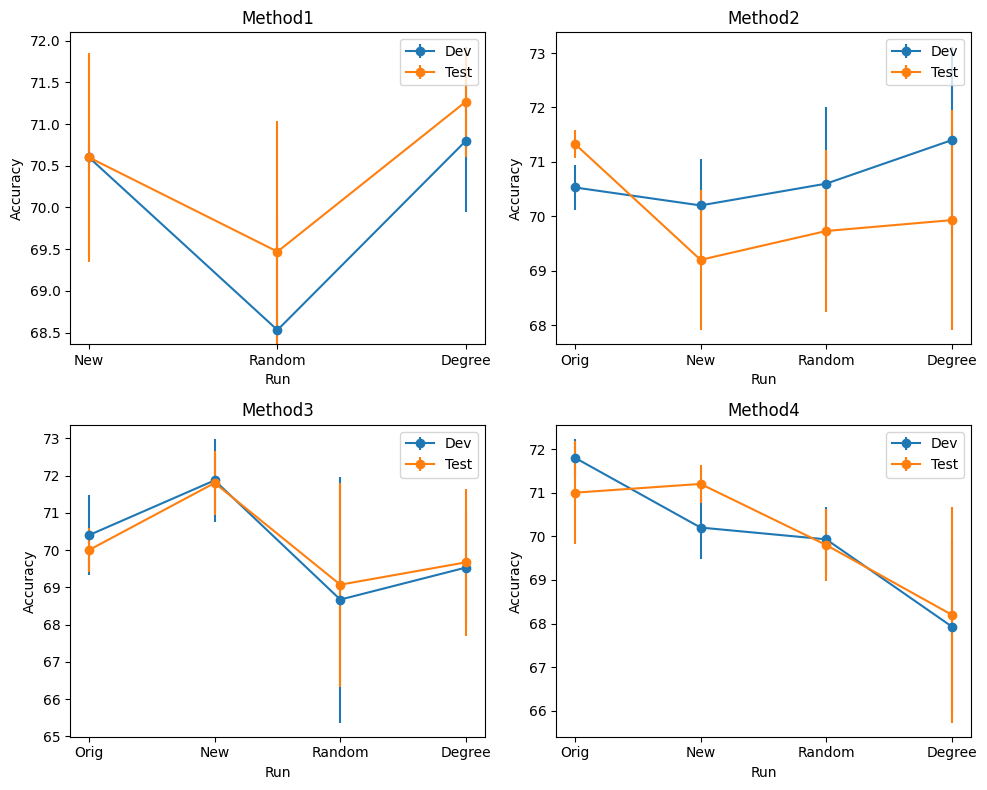 Method1
72.0
71.5
71.0
70.5
70.0
69.5
69.0
68.5
Accuracy
New
Random
Degree
Run
Dev
Test
Method2
73
72
71
70
69
68
Accuracy
Orig
New
Random
Degree
Run
Dev
Test
Method3
73
72
71
70
69
68
67
66
65
Accuracy
Orig
New
Random
Degree
Run
Dev
Test
Method4
72
71
70
69
68
67
66
Accuracy
Orig
New
Random
Degree
Run
Dev
Test